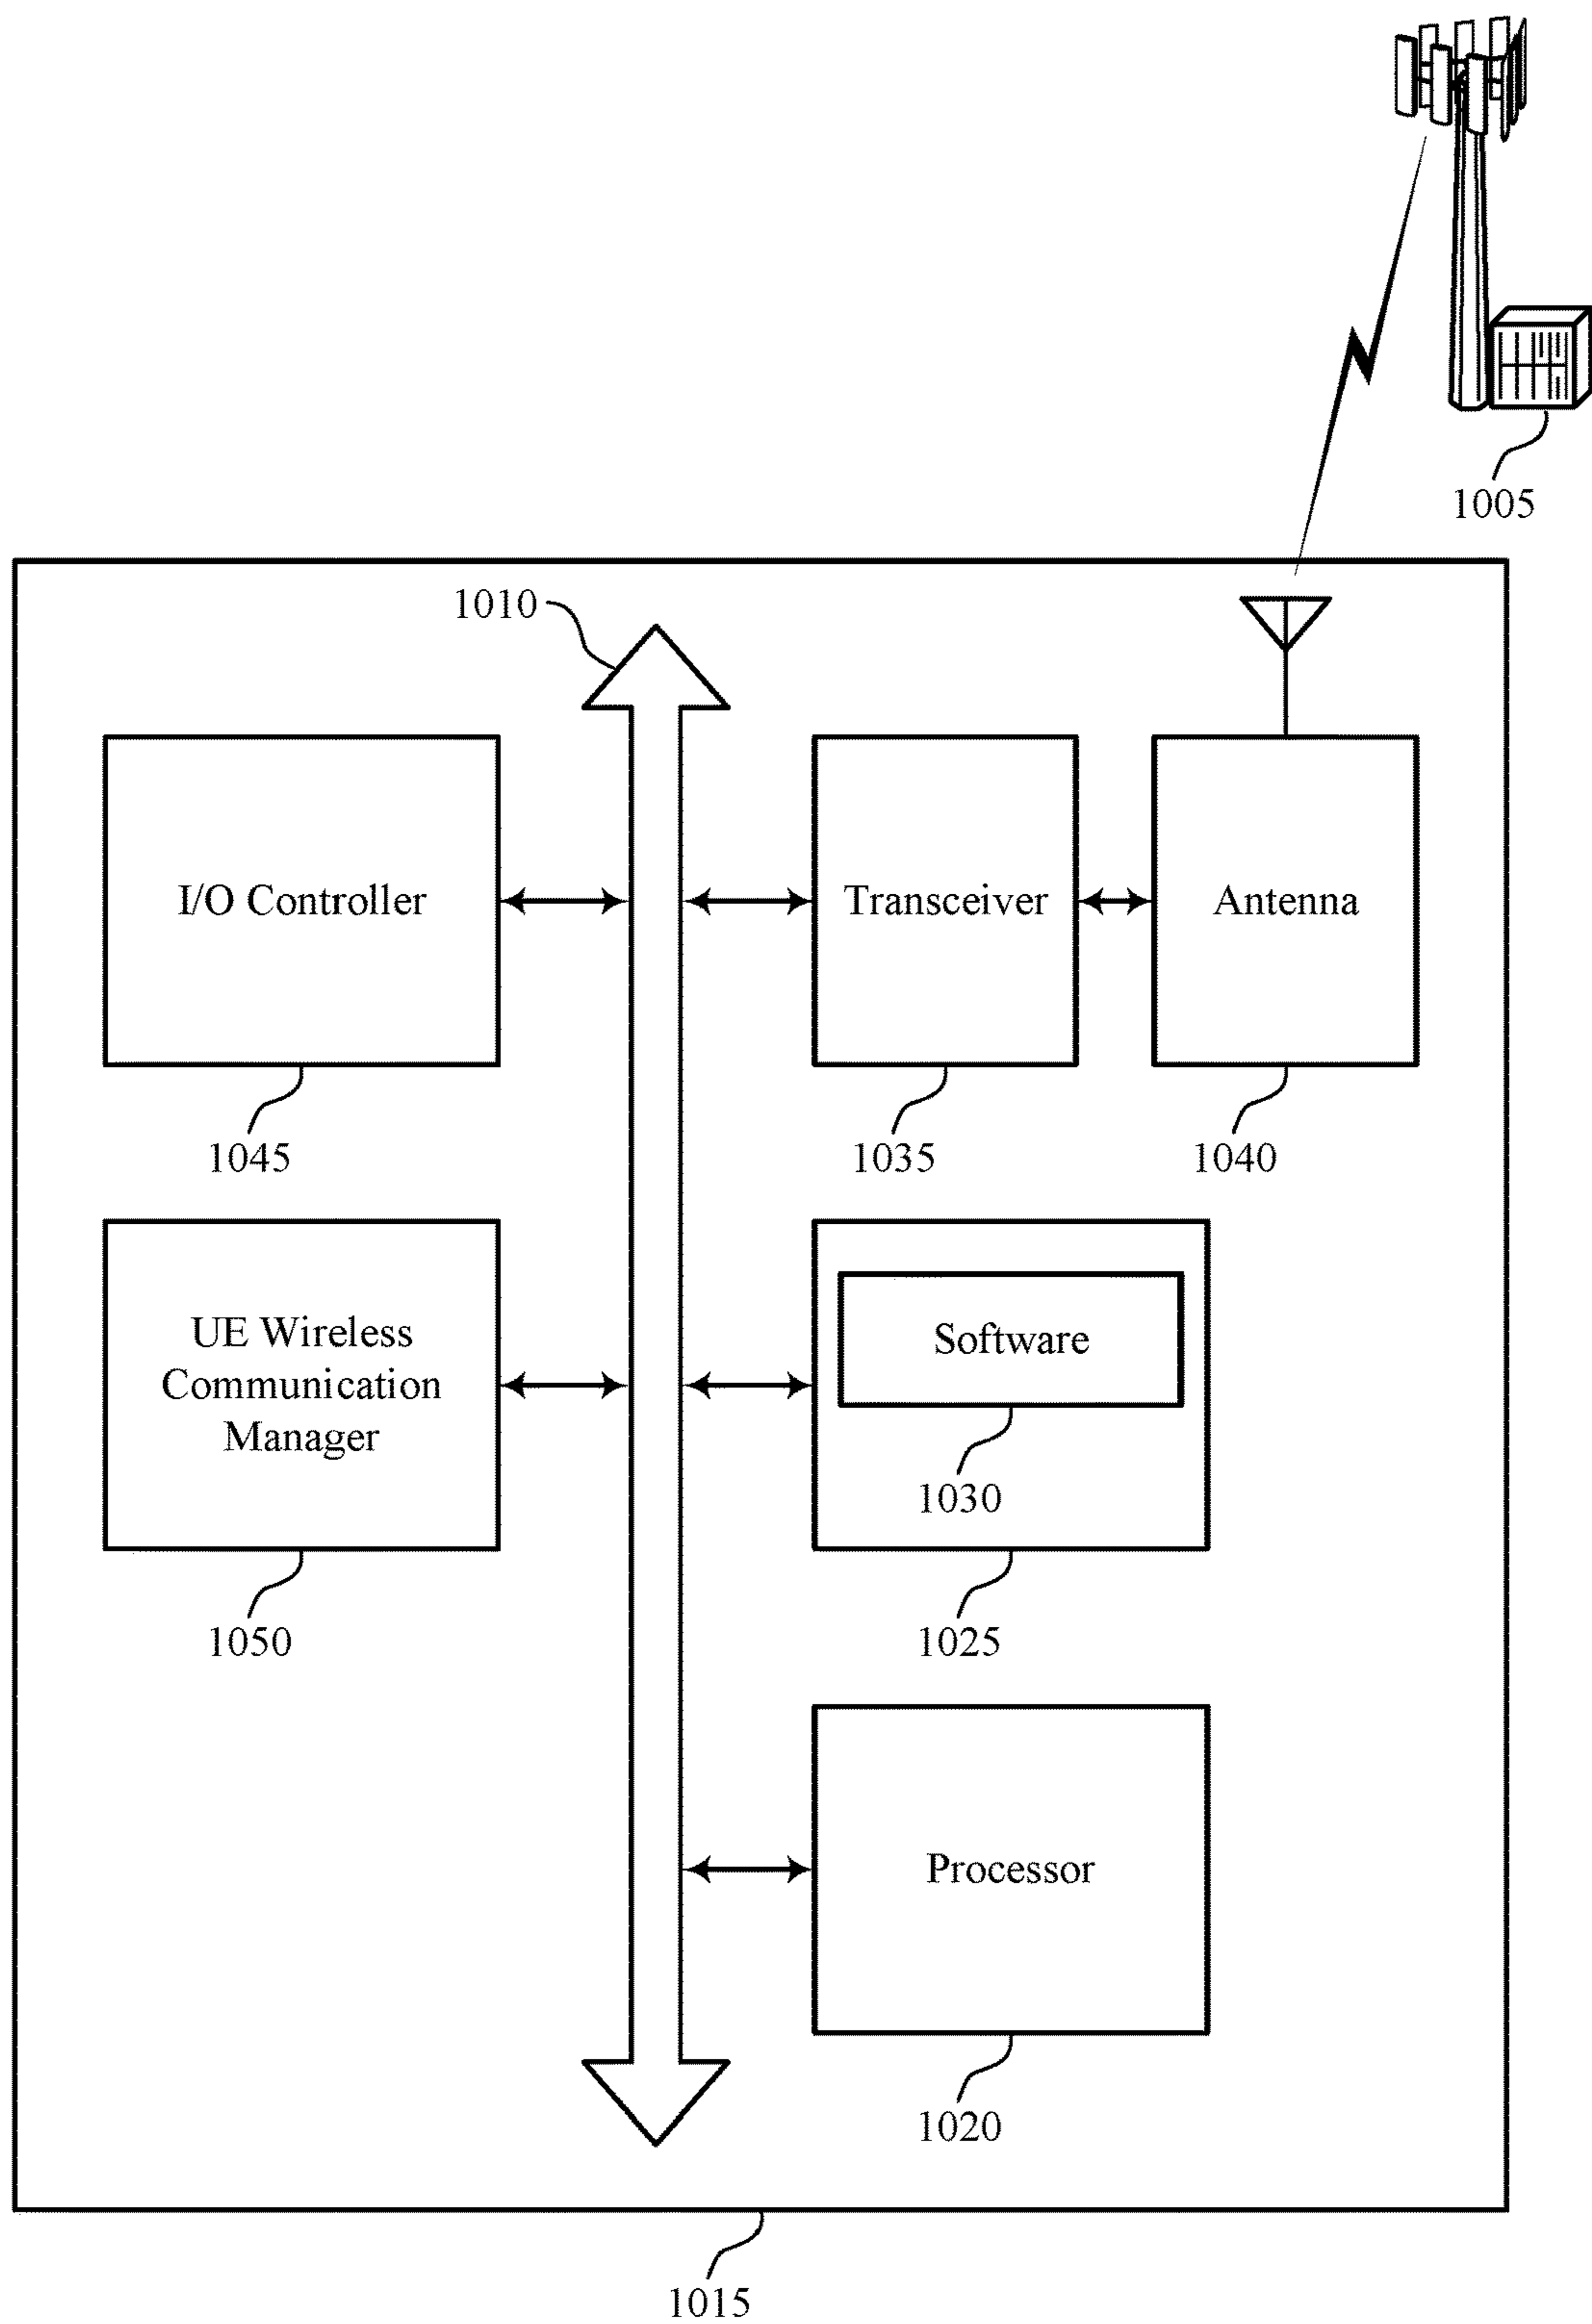 1005
1010
I/O Controller
Transceiver
Antenna
1045
1035
1040
UE Wireless
Communication
Manager
Software
1030
1050
1025
Processor
1020
1015